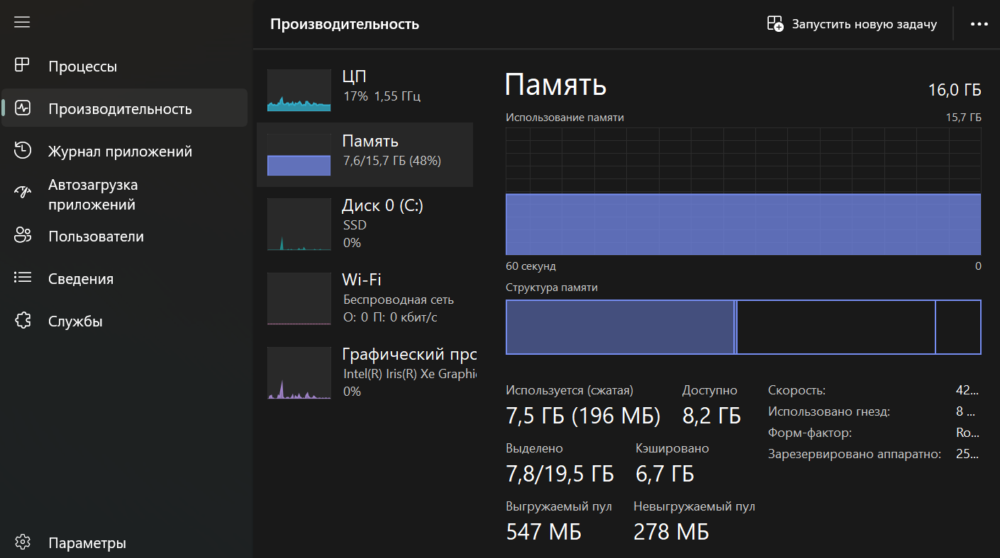 Производительность
Запустить новую задачу
Процессы
Производительность
Журнал приложений
Автозагрузка
приложений
Пользователи
Сведения
Службы
Параметры
ЦП
17% 1,55 ГГц
Память
7,6/15,7 ГБ (48%)
Диск 0 (C:)
SSD
0%
Wi-Fi
Беспроводная сеть
О: 0 П: 0 кбит/с
Графический прс
Intel(R) Iris(R) Xe Graphic
0%
Память
16,0 ГБ
Использование памяти
15,7 ГБ
60 секунд
0
Структура памяти
Используется (сжатая)
7,5 ГБ (196 МБ)
Доступно
8,2 ГБ
Выделено
7,8/19,5 ГБ
Кэшировано
6,7 ГБ
Выгружаемый пул
547 МБ
Невыгружаемый пул
278 МБ
Скорость: 42...
Использовано гнезд: 8 ...
Форм-фактор: Ro...
Зарезервировано аппаратно: 25...